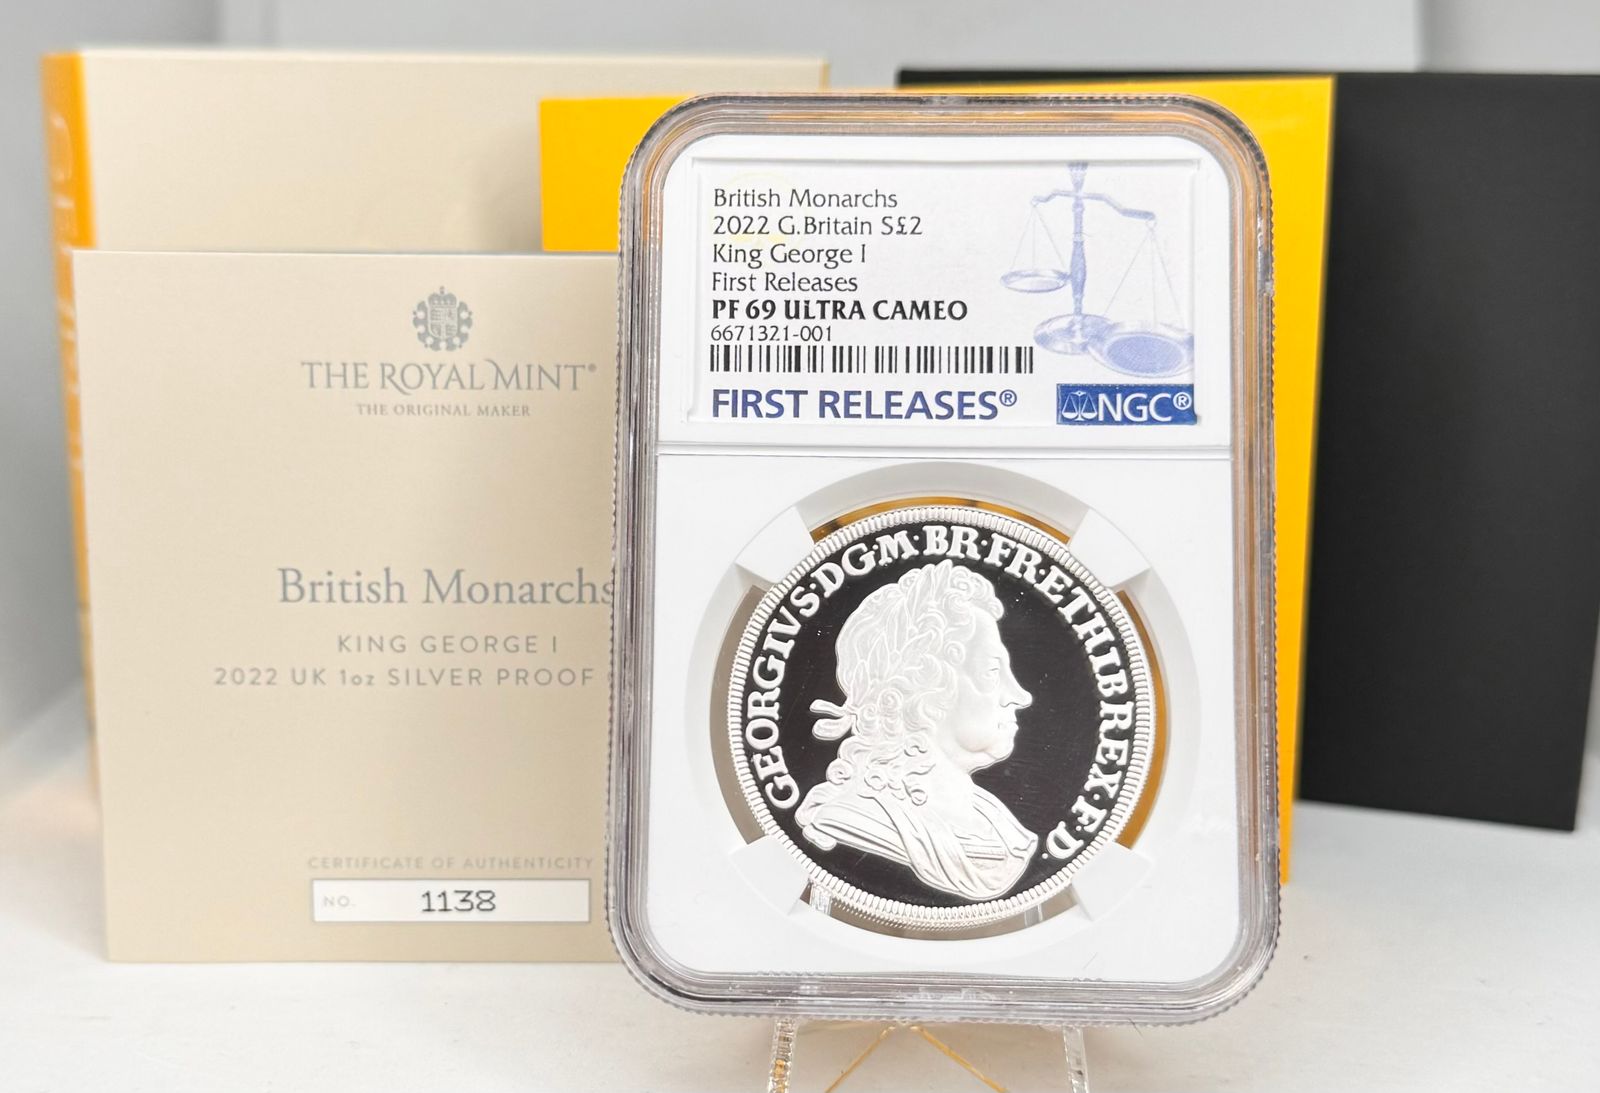 THE ROYAL MINT®
THE ORIGINAL MAKER
British Monarchs
KING GEORGE I
2022 UK 1oz SILVER PROOF
CERTIFICATE OF AUTHENTICITY
NO. 1138
British Monarchs
2022 G.Britain S£2
King George I
First Releases
PF 69 ULTRA CAMEO
6671321-001
FIRST RELEASES®
NGC®
GEORGIVS·DG·M·BR·FR·ET·HIB·REX·F·D·